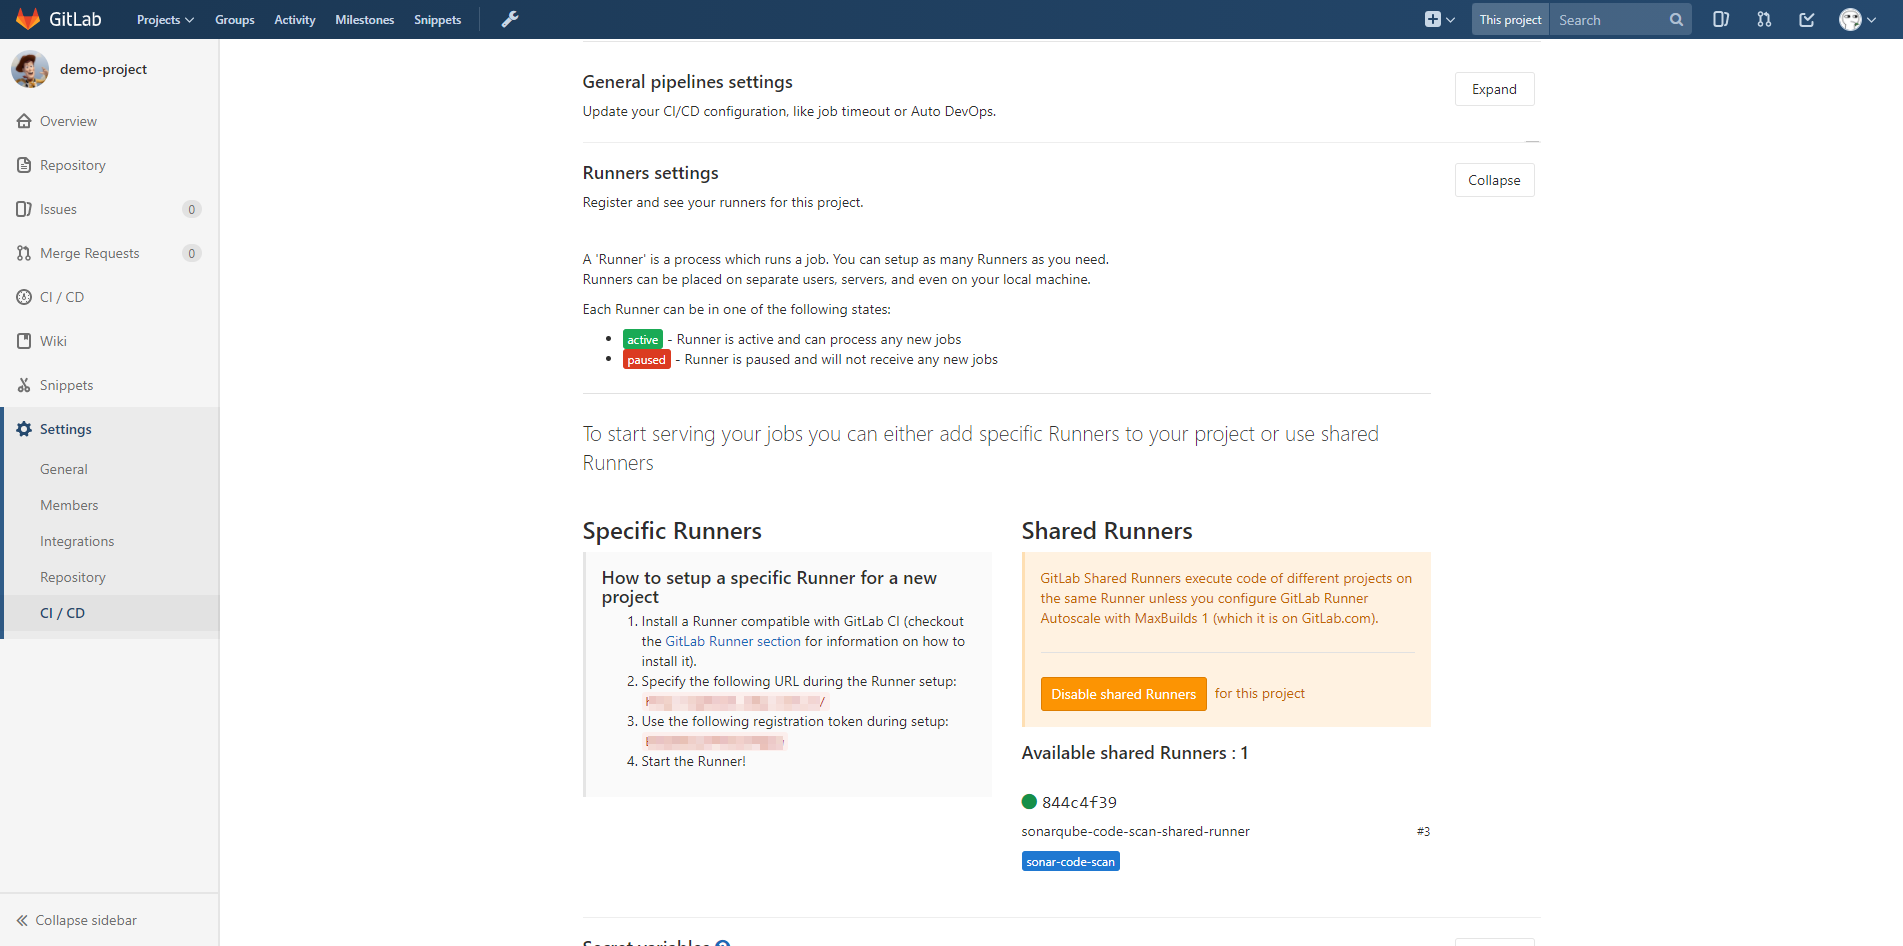 GitLab
Projects
Groups
Activity
Milestones
Snippets
This project
Search
demo-project
Overview
Repository
Issues 0
Merge Requests 0
CI / CD
Wiki
Snippets
Settings
General
Members
Integrations
Repository
CI / CD
Collapse sidebar
General pipelines settings
Expand
Update your CI/CD configuration, like job timeout or Auto DevOps.
Runners settings
Collapse
Register and see your runners for this project.
A 'Runner' is a process which runs a job. You can setup as many Runners as you need.
Runners can be placed on separate users, servers, and even on your local machine.
Each Runner can be in one of the following states:
• active - Runner is active and can process any new jobs
• paused - Runner is paused and will not receive any new jobs
To start serving your jobs you can either add specific Runners to your project or use shared
Runners
Specific Runners
How to setup a specific Runner for a new
project
1. Install a Runner compatible with GitLab CI (checkout
the GitLab Runner section for information on how to
install it).
2. Specify the following URL during the Runner setup:
3. Use the following registration token during setup:
4. Start the Runner!
Shared Runners
GitLab Shared Runners execute code of different projects on
the same Runner unless you configure GitLab Runner
Autoscale with MaxBuilds 1 (which it is on GitLab.com).
Disable shared Runners for this project
Available shared Runners : 1
844c4f39
sonarqube-code-scan-shared-runner #3
sonar-code-scan
Secret variables